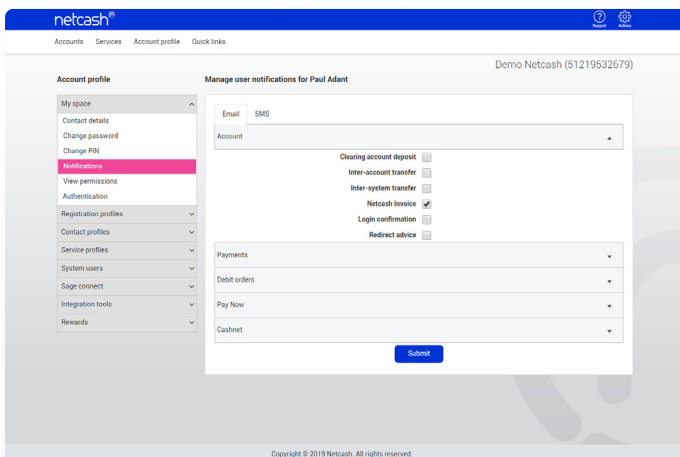 netcash®
Support
Actions
Accounts Services Account profile Quick links
Demo Netcash (51219532679)
Account profile
My space
Contact details
Change password
Change PIN
Notifications
View permissions
Authentication
Registration profiles
Contact profiles
Service profiles
System users
Sage connect
Integration tools
Rewards
Manage user notifications for Paul Adant
Email SMS
Account
Clearing account deposit
Inter-account transfer
Inter-system transfer
Netcash Invoice
Login confirmation
Redirect advice
Payments
Debit orders
Pay Now
Cashnet
Submit
Copyright © 2019 Netcash. All rights reserved.